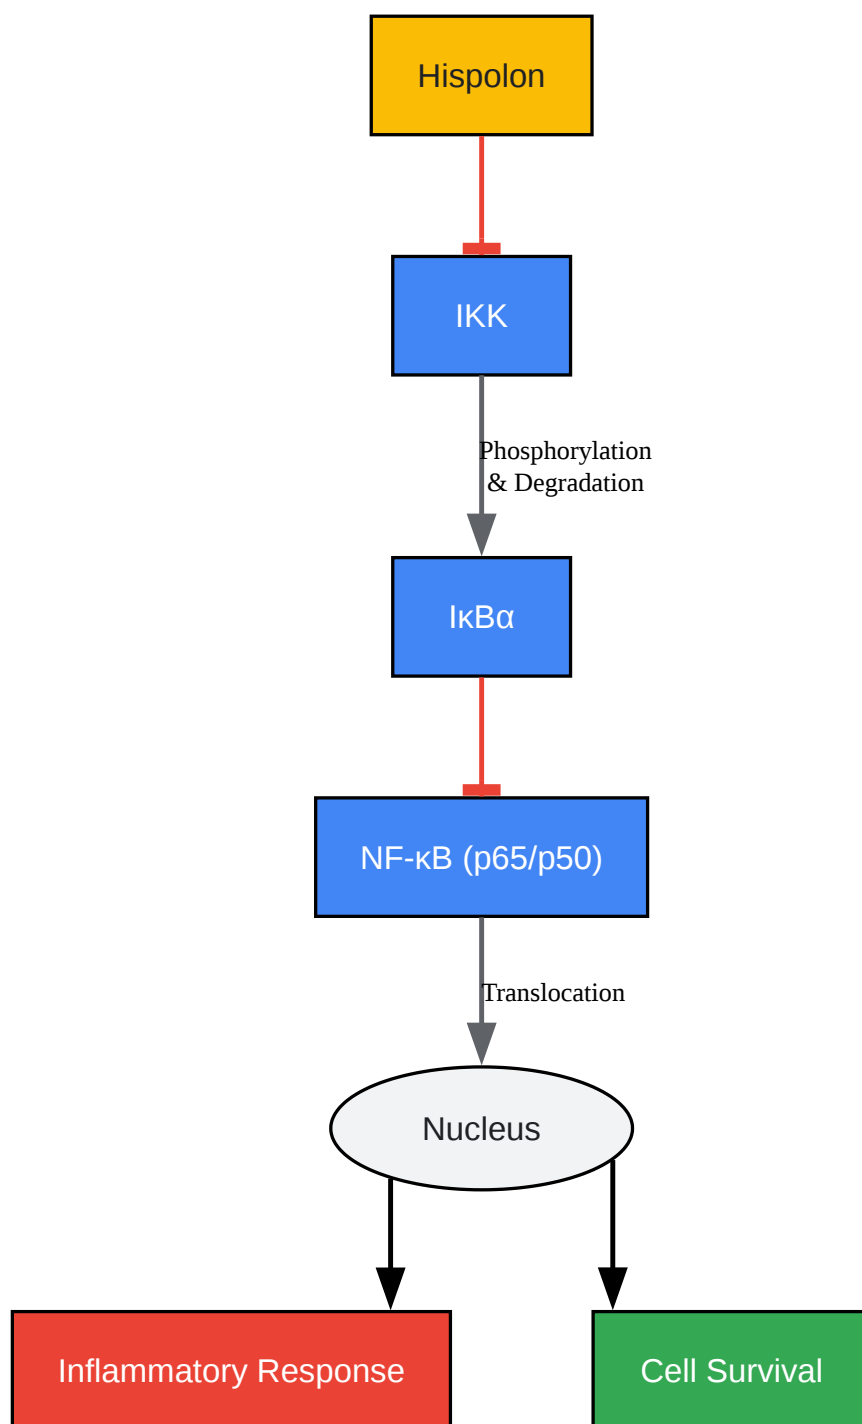 Hispolon
IKK
Phosphorylation
& Degradation
IκBα
NF-κB (p65/p50)
Translocation
Nucleus
Inflammatory Response
Cell Survival